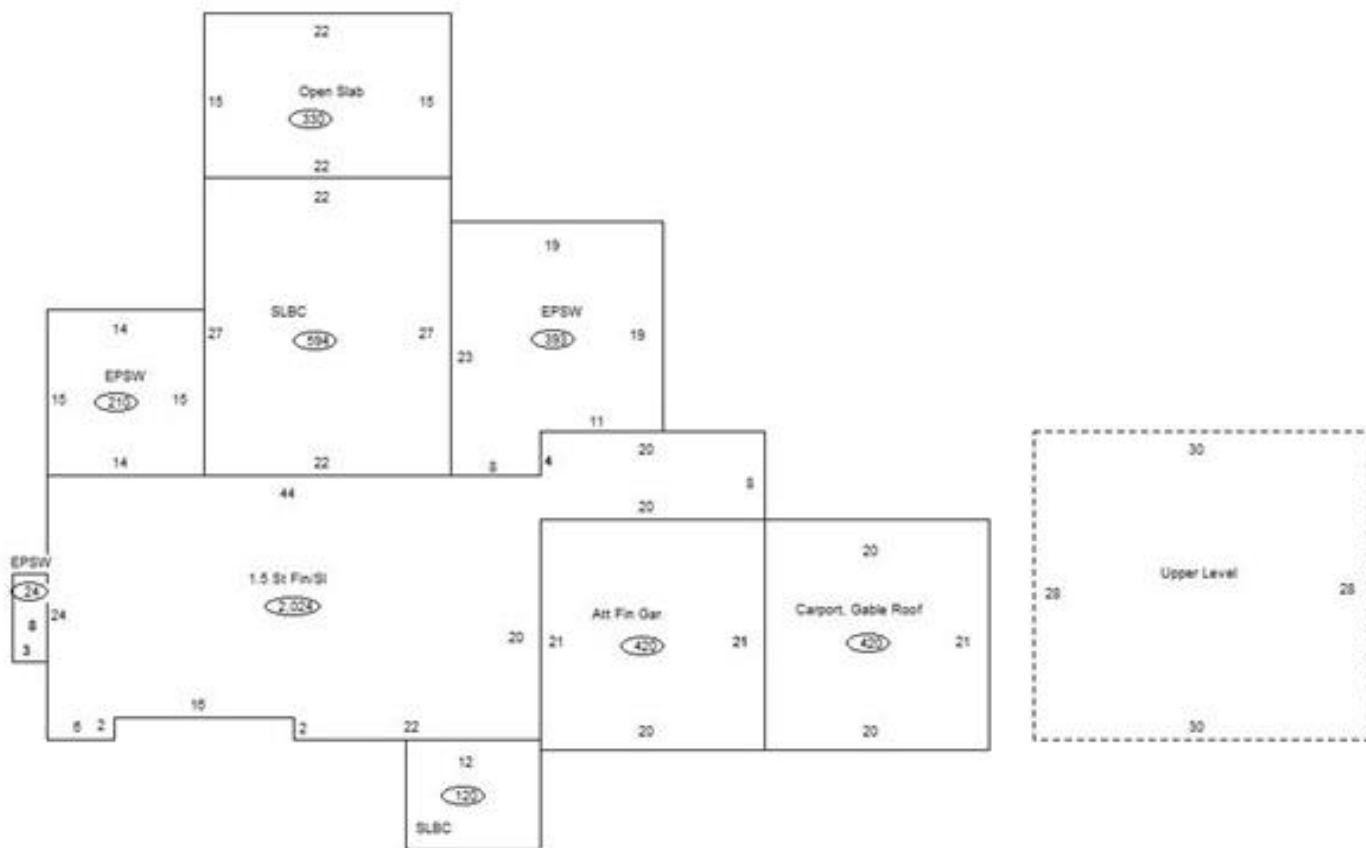 22
Open Slab
15 15
330
22
22
19
SLBC EPSW
14 27 27 19
594 393
23
EPSW
15 15
210
11
20 30
14 22 8 4
44 8
20
EPSW 20
1.5 St Fin/Sl Upper Level
24 2,024 28 28
24 Att Fin Gar Carport, Gable Roof
8 20 21 21 21
3 420 420
16
6 2 2 22 20 20 30
12
120
SLBC